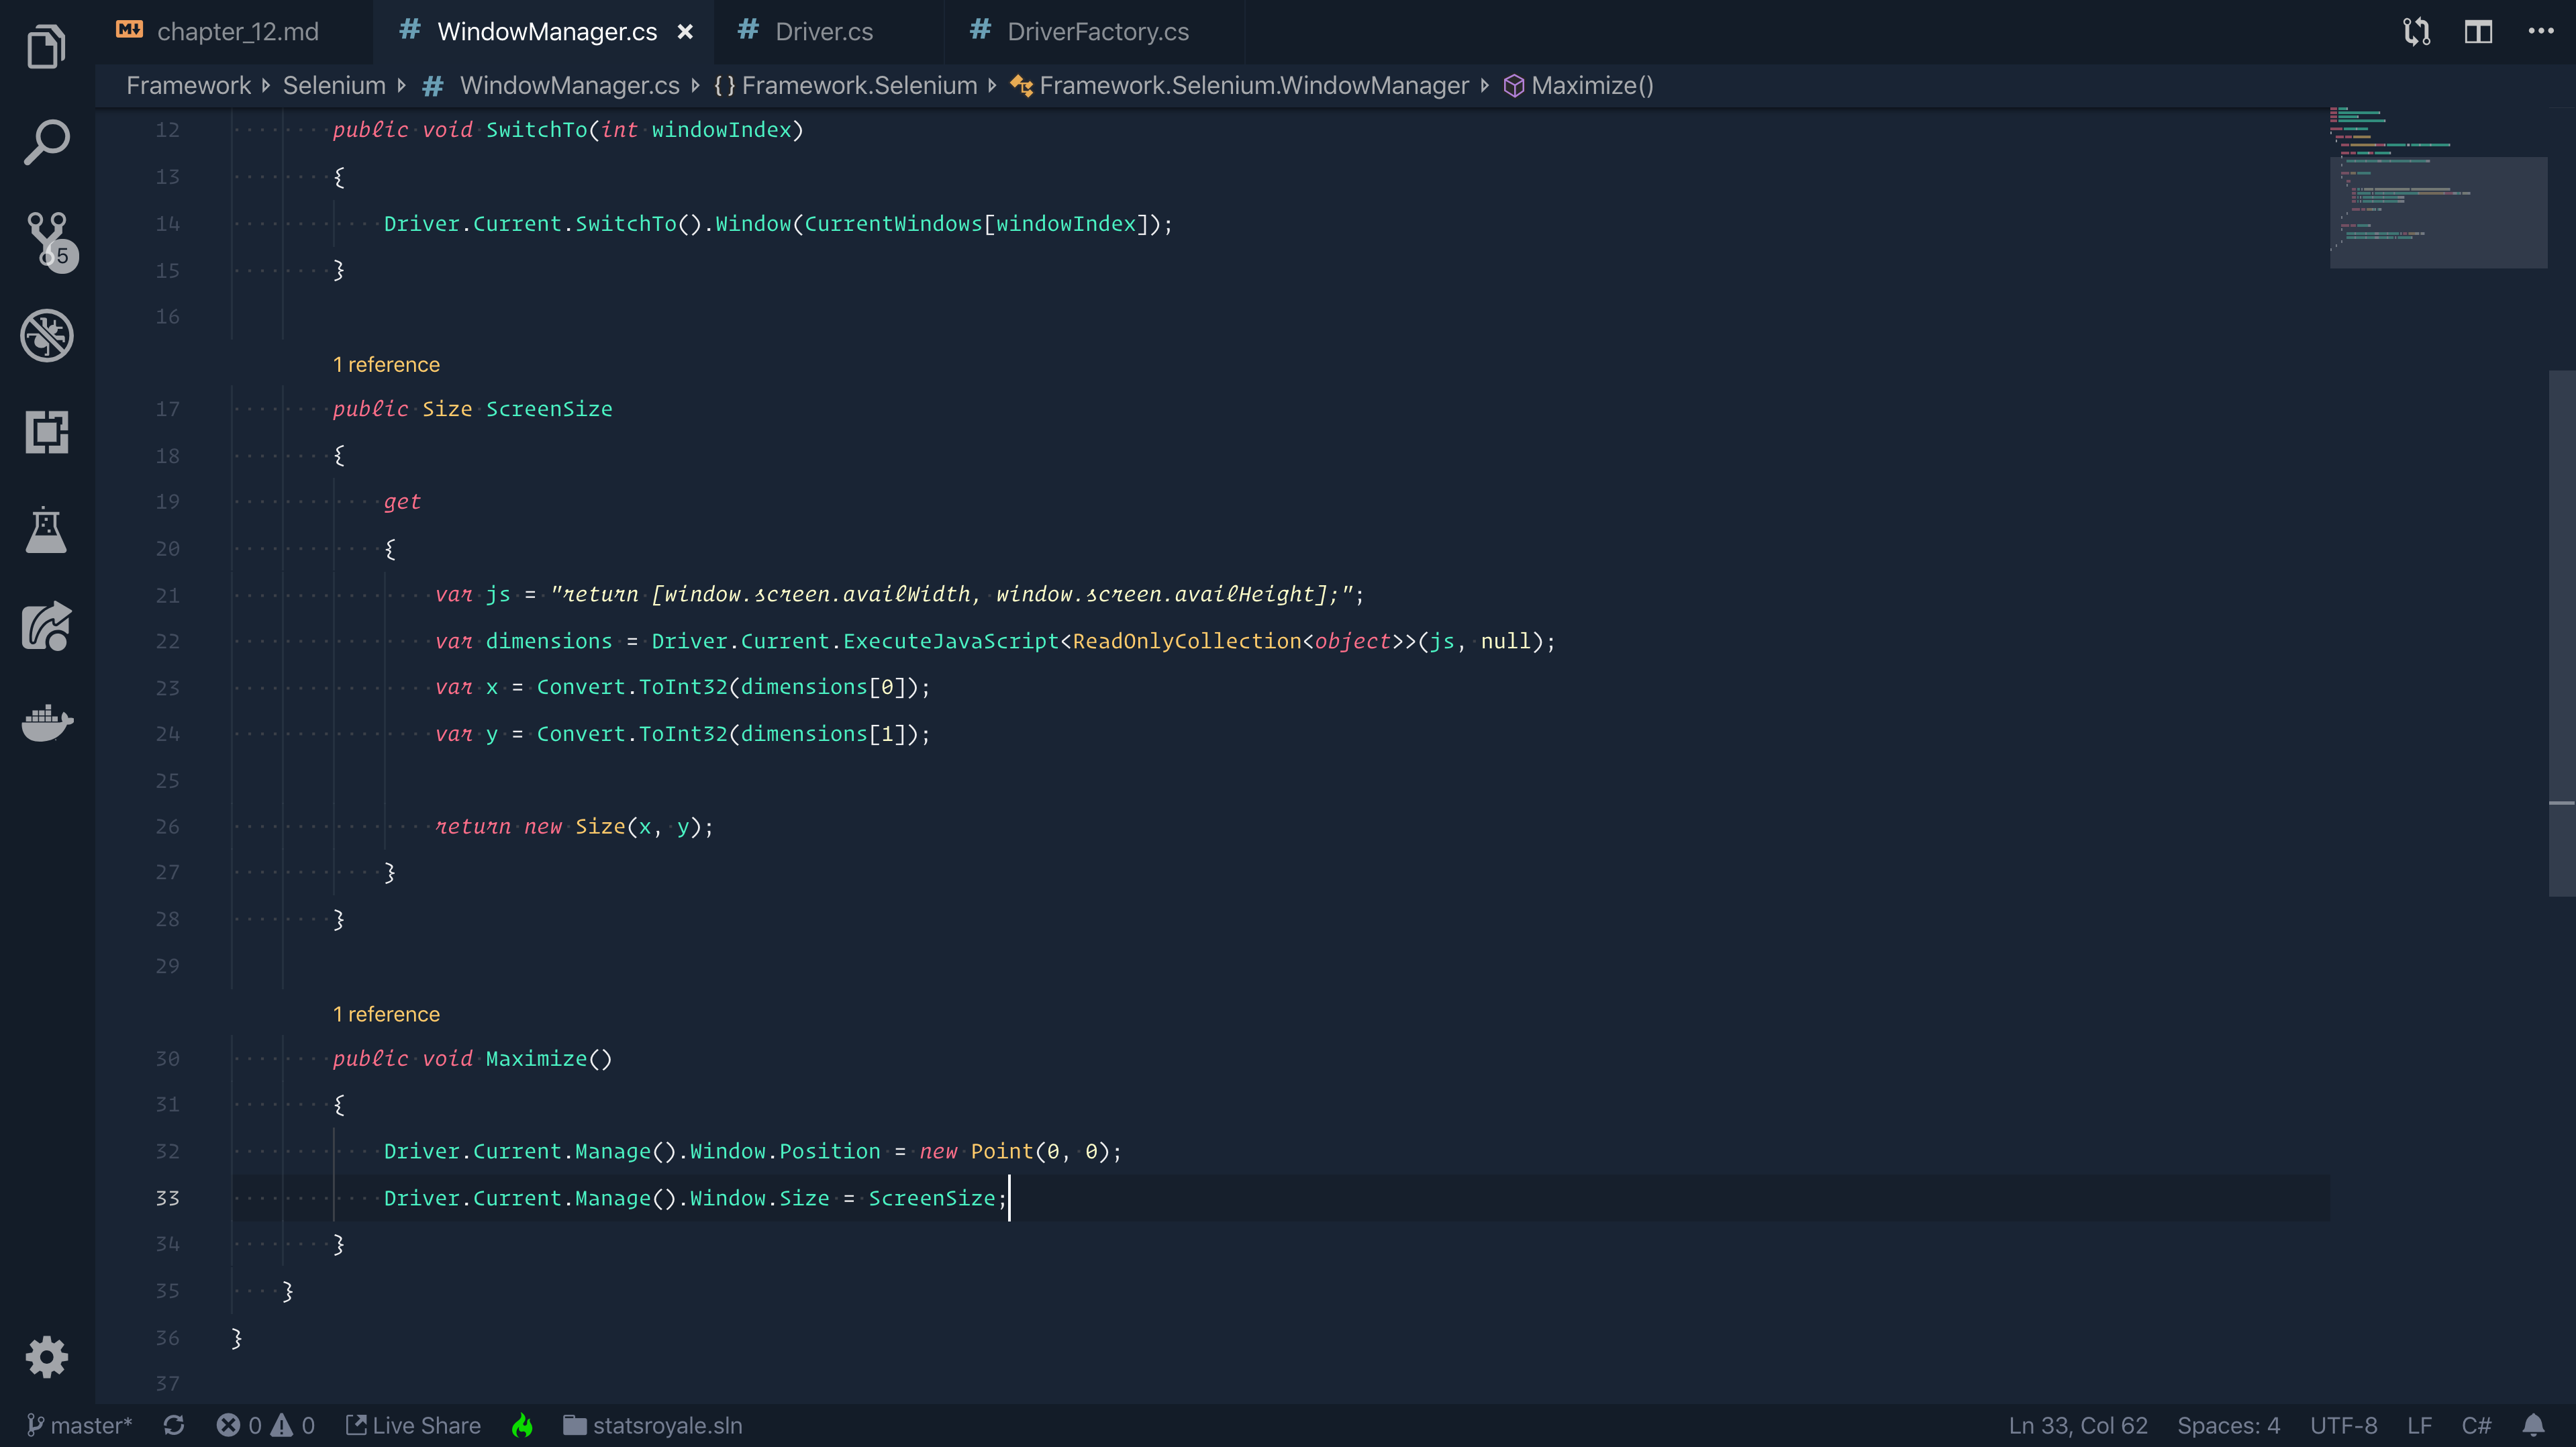 chapter_12.md # WindowManager.cs × # Driver.cs # DriverFactory.cs
Framework Selenium # WindowManager.cs {} Framework.Selenium Framework.Selenium.WindowManager Maximize()
12 public void SwitchTo(int windowIndex)
13 {
14 Driver.Current.SwitchTo().Window(CurrentWindows[windowIndex]);
15 }
16
1 reference
17 public Size ScreenSize
18 {
19 get
20 {
21 var js = "return [window.screen.availWidth, window.screen.availHeight];";
22 var dimensions = Driver.Current.ExecuteJavaScript<ReadOnlyCollection<object>>(js, null);
23 var x = Convert.ToInt32(dimensions[0]);
24 var y = Convert.ToInt32(dimensions[1]);
25
26 return new Size(x, y);
27 }
28 }
29
1 reference
30 public void Maximize()
31 {
32 Driver.Current.Manage().Window.Position = new Point(0, 0);
33 Driver.Current.Manage().Window.Size = ScreenSize;
34 }
35 }
36 }
37
5
master* 0 0 Live Share statsroyale.sln Ln 33, Col 62 Spaces: 4 UTF-8 LF C#